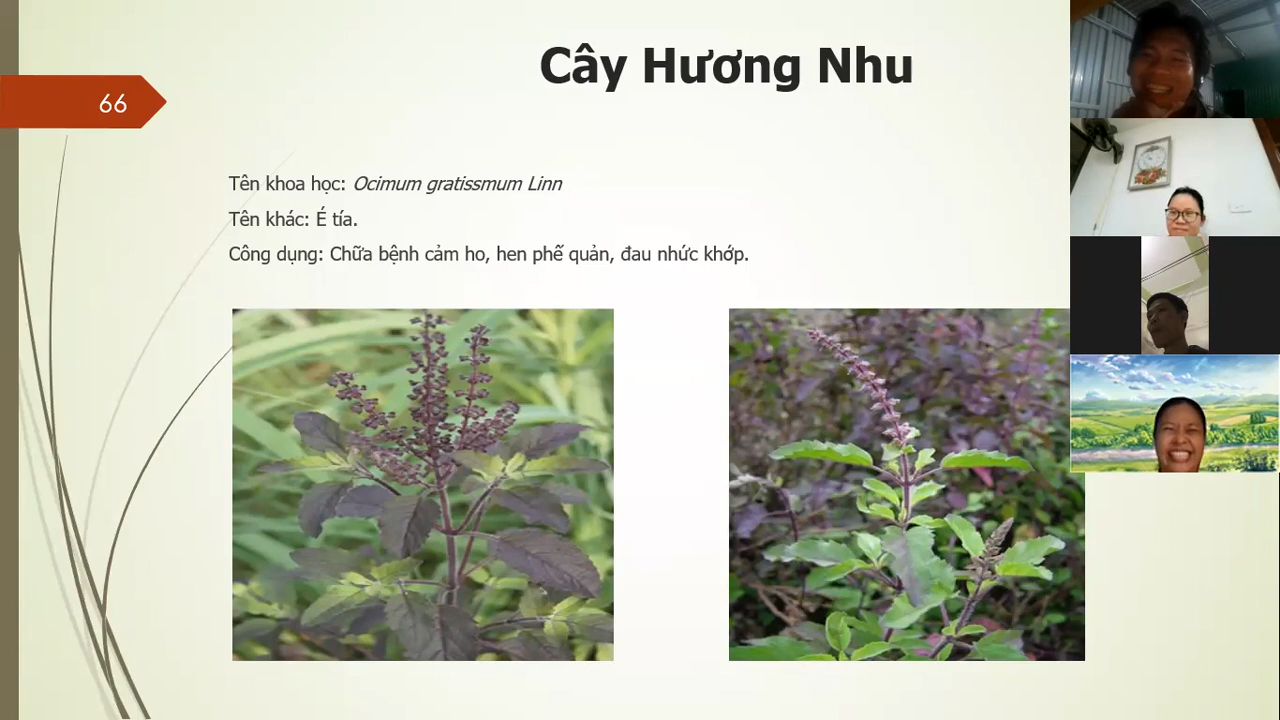 Cây Hương Nhu
66
Tên khoa học: Ocimum gratissmum Linn
Tên khác: É tía.
Công dụng: Chữa bệnh cảm ho, hen phế quản, đau nhức khớp.